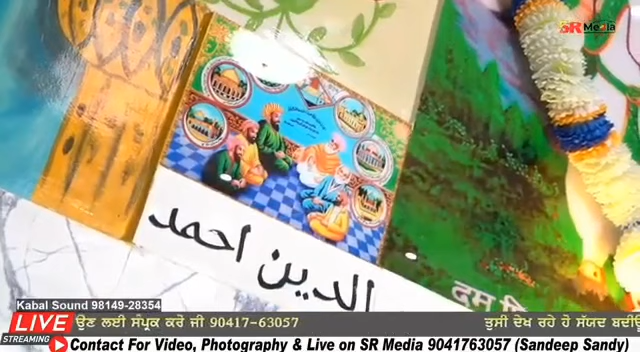 SR Media
الدين احمد
Kabal Sound 98149-28354
LIVE
STREAMING
ਉਣ ਲਈ ਸੰਪ੍ਰਕ ਕਰੋ ਜੀ 90417-63057
ਤੁਸੀ ਦੇਖ ਰਹੇ ਹੋ ਸੱਯਦ ਬਦੀਉ
Contact For Video, Photography & Live on SR Media 9041763057 (Sandeep Sandy)